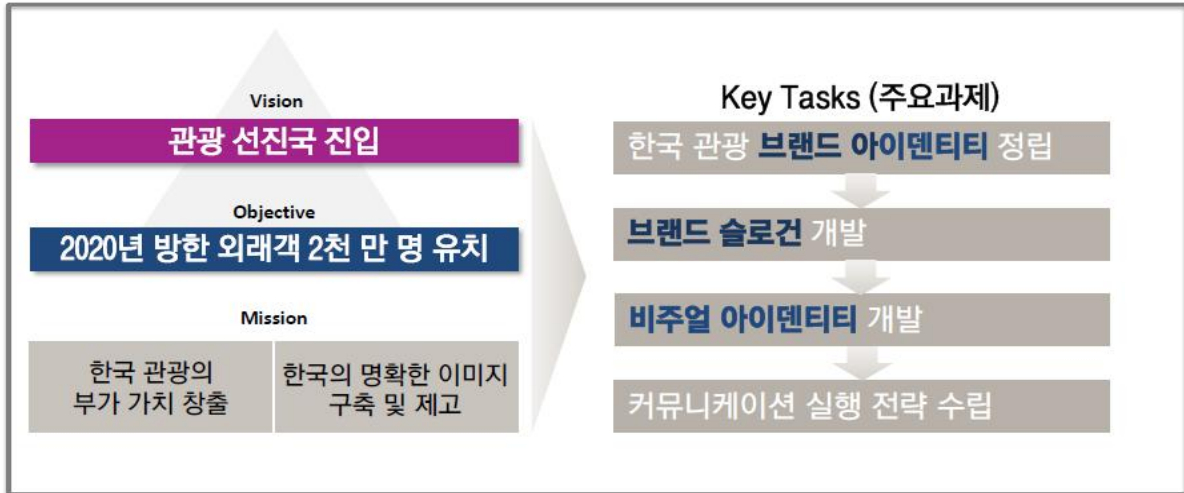 Vision
관광 선진국 진입
Objective
2020년 방한 외래객 2천 만 명 유치
Mission
한국 관광의
부가 가치 창출
한국의 명확한 이미지
구축 및 제고
Key Tasks (주요과제)
한국 관광 브랜드 아이덴티티 정립
브랜드 슬로건 개발
비주얼 아이덴티티 개발
커뮤니케이션 실행 전략 수립